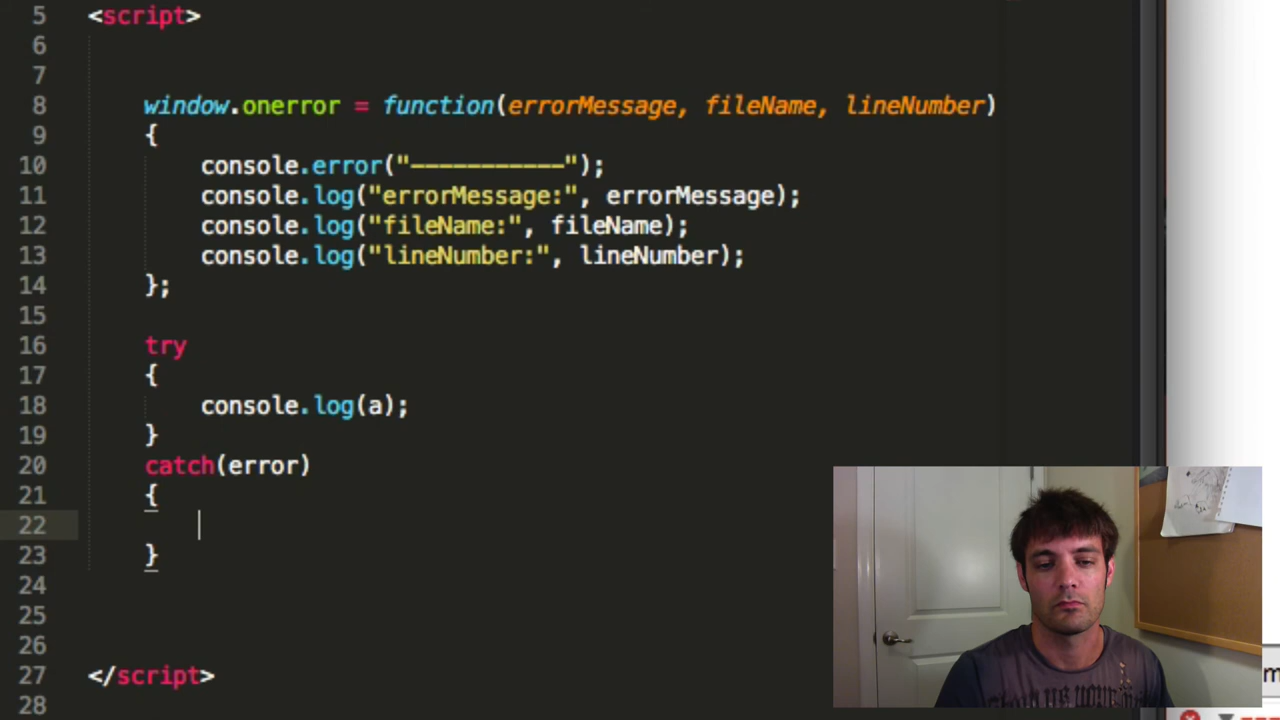 5 <script>
6
7
8 window.onerror = function(errorMessage, fileName, lineNumber)
9 {
10 console.error("———————————");
11 console.log("errorMessage:", errorMessage);
12 console.log("fileName:", fileName);
13 console.log("lineNumber:", lineNumber);
14 };
15
16 try
17 {
18 console.log(a);
19 }
20 catch(error)
21 {
22
23 }
24
25
26
27 </script>
28